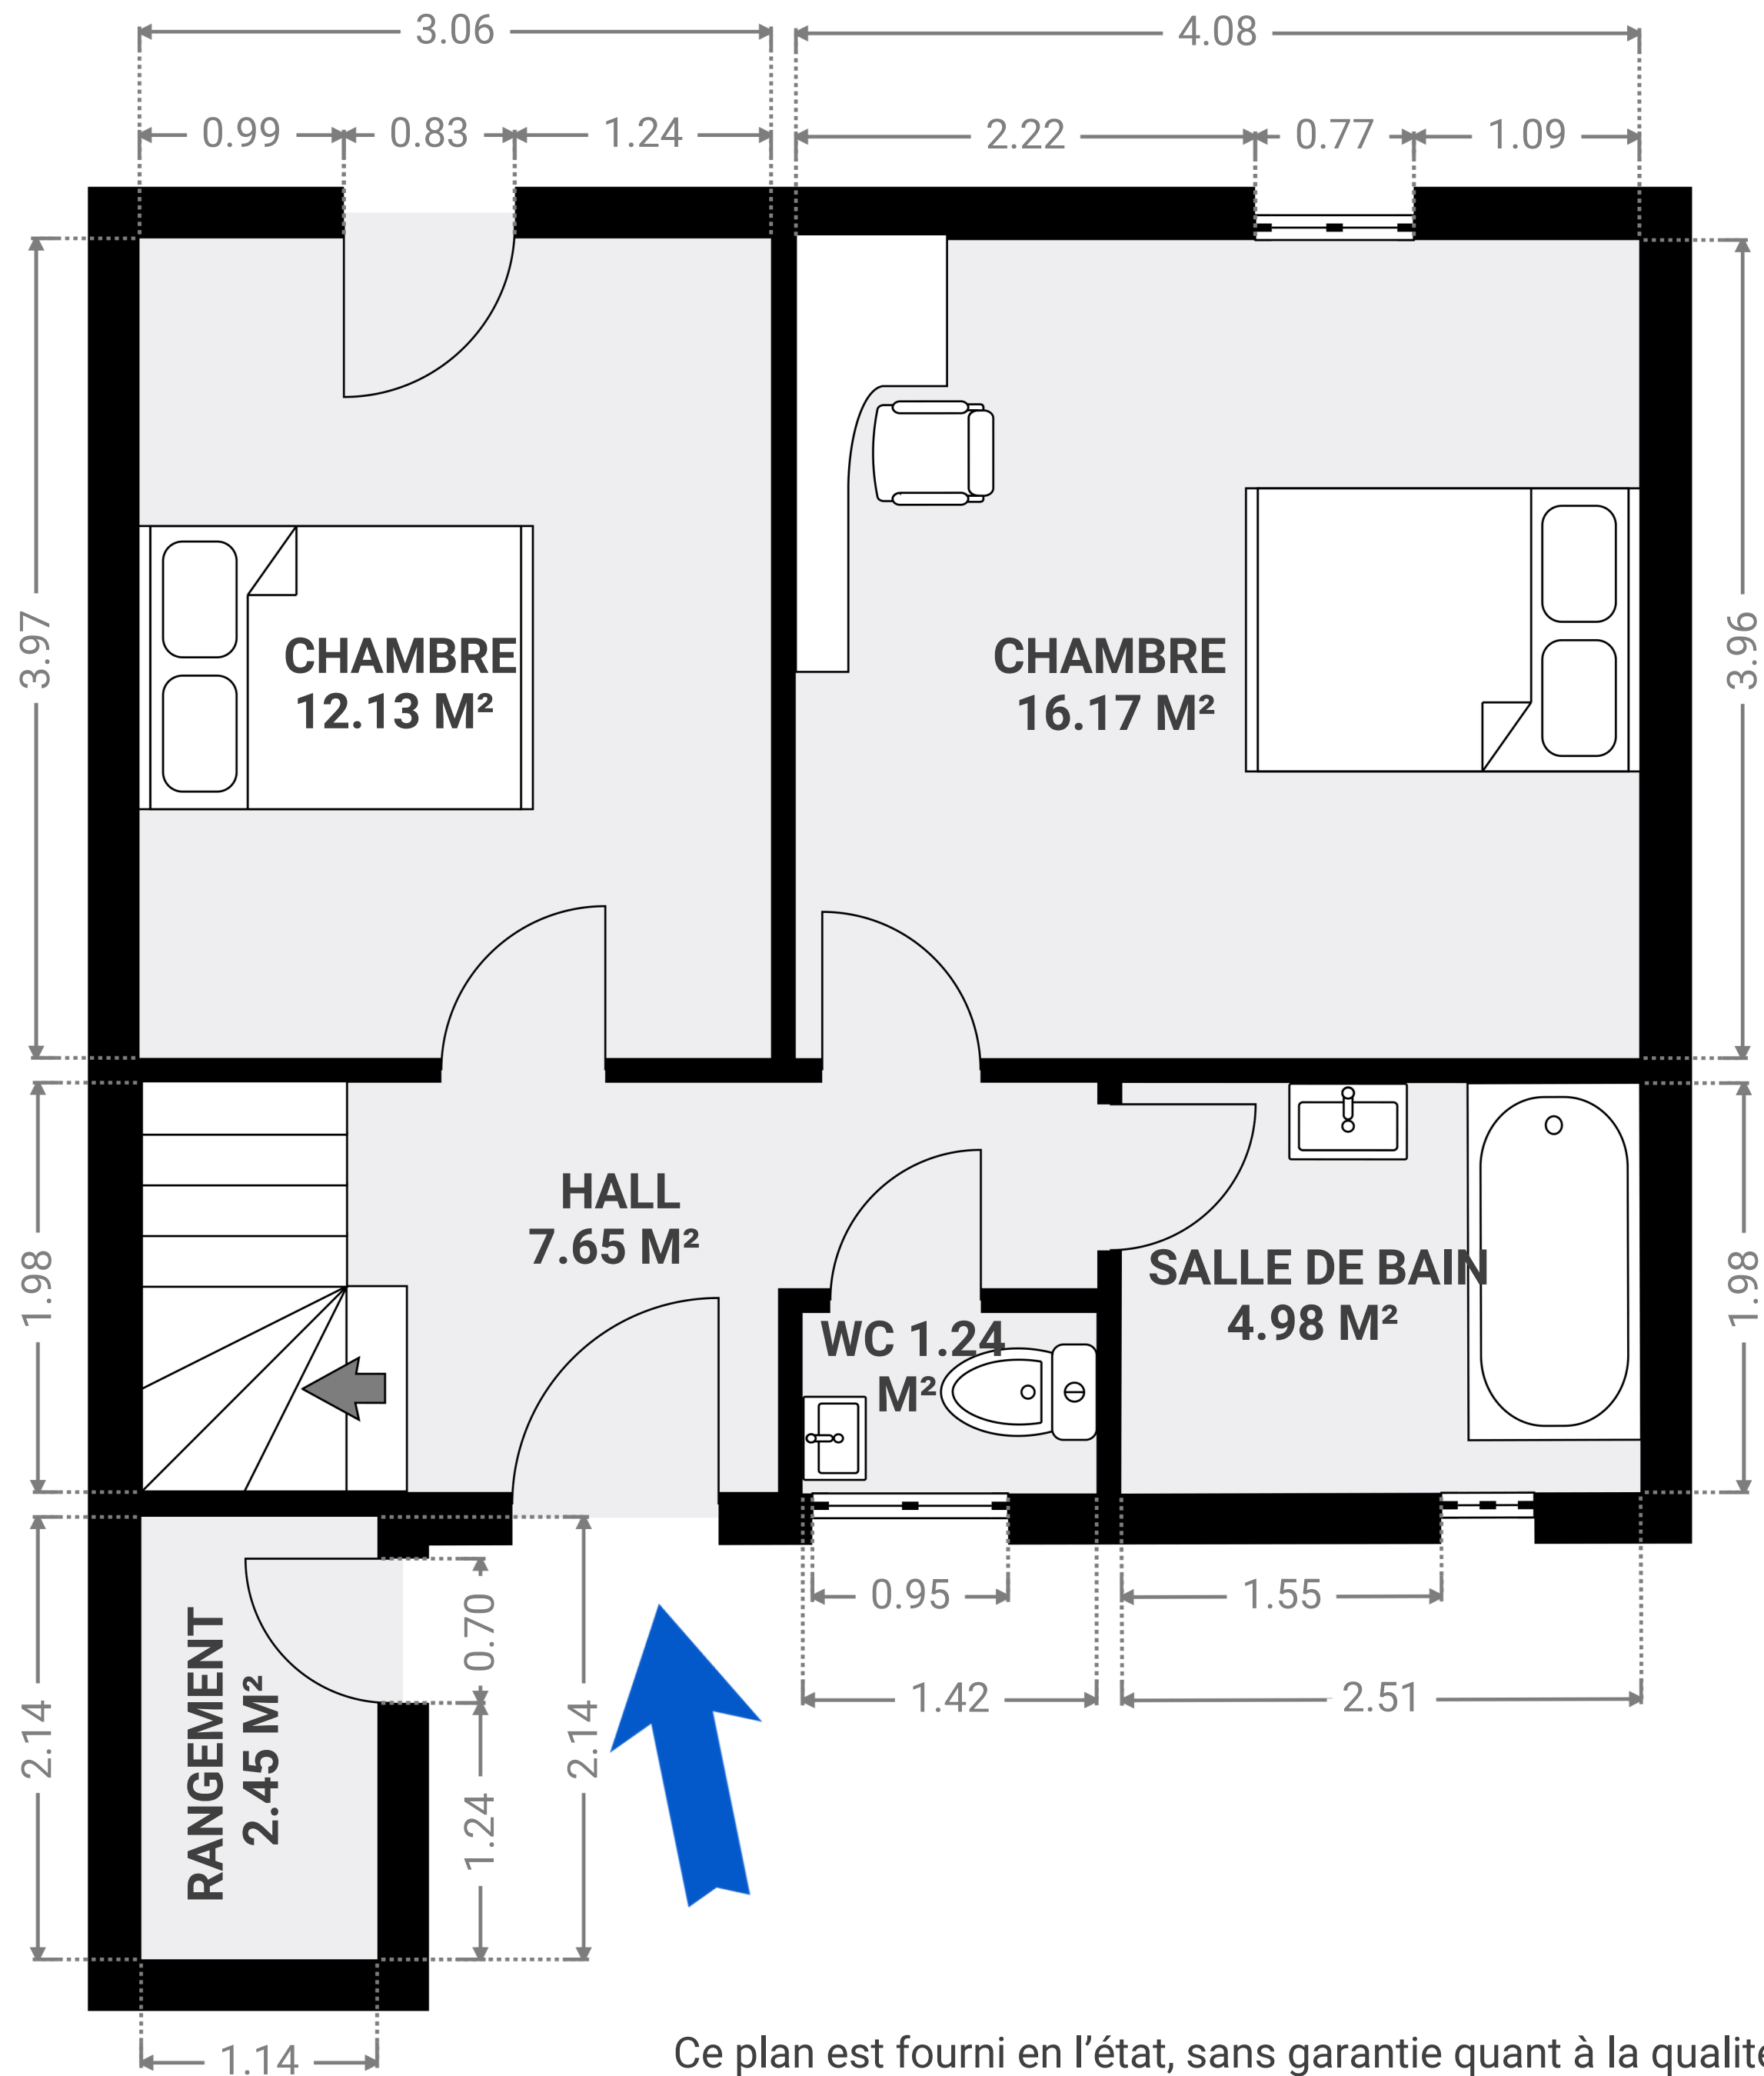 3.06
4.08
0.99
0.83
1.24
2.22
0.77
1.09
3.97
3.96
CHAMBRE
12.13 M²
CHAMBRE
16.17 M²
HALL
7.65 M²
1.98
1.98
SALLE DE BAIN
4.98 M²
WC 1.24
M²
0.95
1.55
0.70
RANGEMENT
2.45 M²
2.14
2.14
1.42
2.51
1.24
1.14
Ce plan est fourni en l’état, sans garantie quant à la qualité